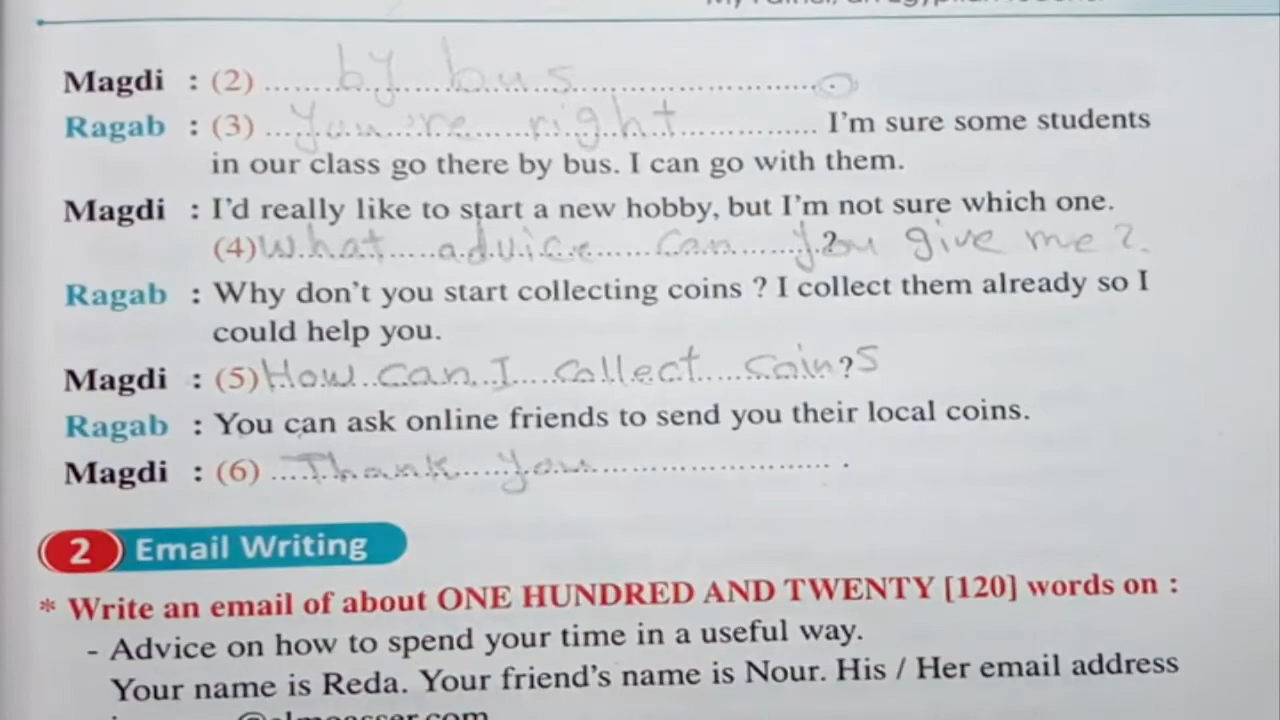 Magdi : (2) by bus
Ragab : (3) You're right I'm sure some students
in our class go there by bus. I can go with them.
Magdi : I'd really like to start a new hobby, but I'm not sure which one.
(4) What advice can you give me ?
Ragab : Why don't you start collecting coins ? I collect them already so I
could help you.
Magdi : (5) How can I collect coins ?
Ragab : You can ask online friends to send you their local coins.
Magdi : (6) Thank you .
2 Email Writing
* Write an email of about ONE HUNDRED AND TWENTY [120] words on :
- Advice on how to spend your time in a useful way.
Your name is Reda. Your friend's name is Nour. His / Her email address